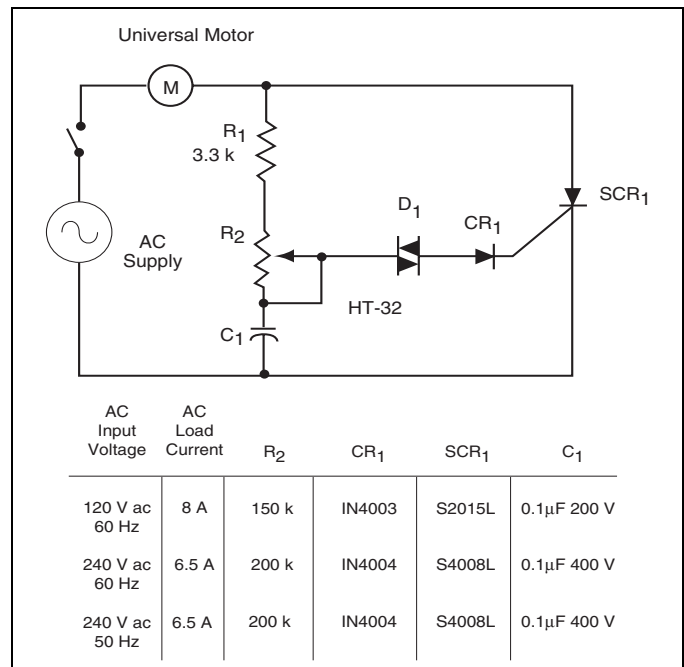 Universal Motor
M
R1
3.3 k
SCR1
D1
CR1
R2
AC
Supply
HT-32
C1
AC
Input
Voltage
AC
Load
Current
R2
CR1
SCR1
C1
120 V ac
60 Hz
8 A
150 k
IN4003
S2015L
0.1μF 200 V
240 V ac
60 Hz
6.5 A
200 k
IN4004
S4008L
0.1μF 400 V
240 V ac
50 Hz
6.5 A
200 k
IN4004
S4008L
0.1μF 400 V